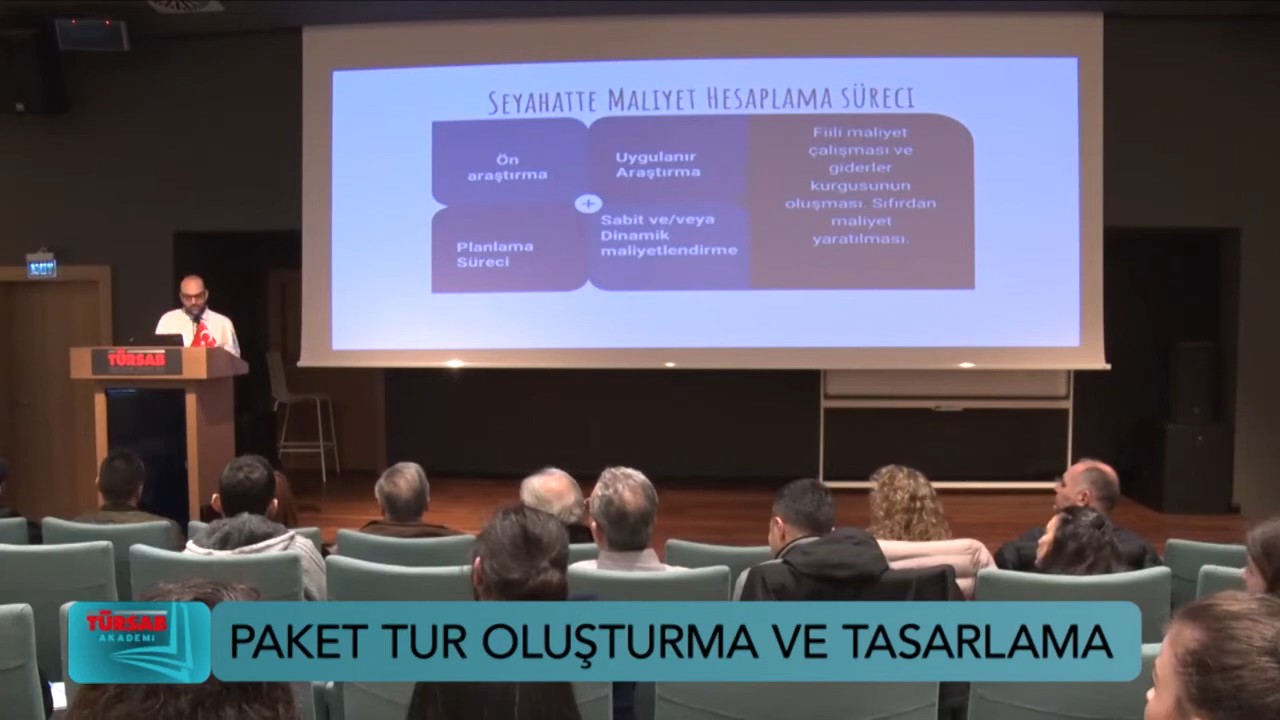 SEYAHATTE MALIYET HESAPLAMA SÜRECI
Ön
araştırma
Uygulanır
Araştırma
Planlama
Süreci
Sabit ve/veya
Dinamik
maliyetlendirme
Fiili maliyet
çalışması ve
giderler
kurgusunun
oluşması. Sıfırdan
maliyet
yaratılması.
TÜRSAB
TÜRSAB
AKADEMİ
PAKET TUR OLUŞTURMA VE TASARLAMA